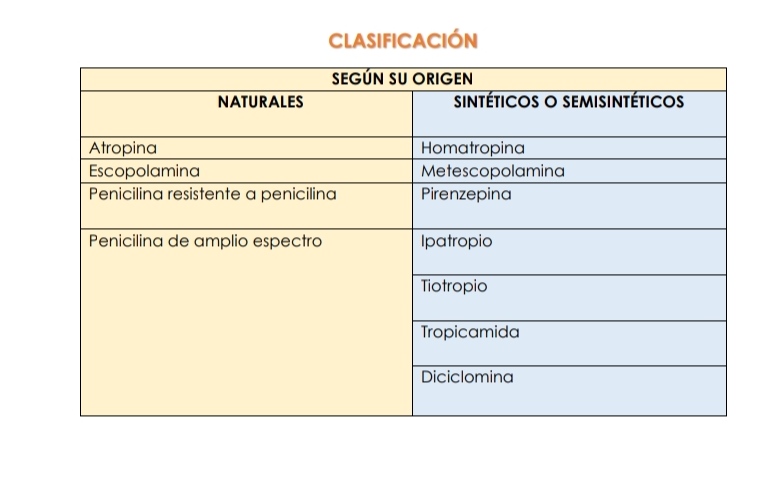 CLASIFICACIÓN
SEGÚN SU ORIGEN
NATURALES
SINTÉTICOS O SEMISINTÉTICOS
Atropina
Homatropina
Escopolamina
Metescopolamina
Penicilina resistente a penicilina
Pirenzepina
Penicilina de amplio espectro
Ipatropio
Tiotropio
Tropicamida
Diciclomina